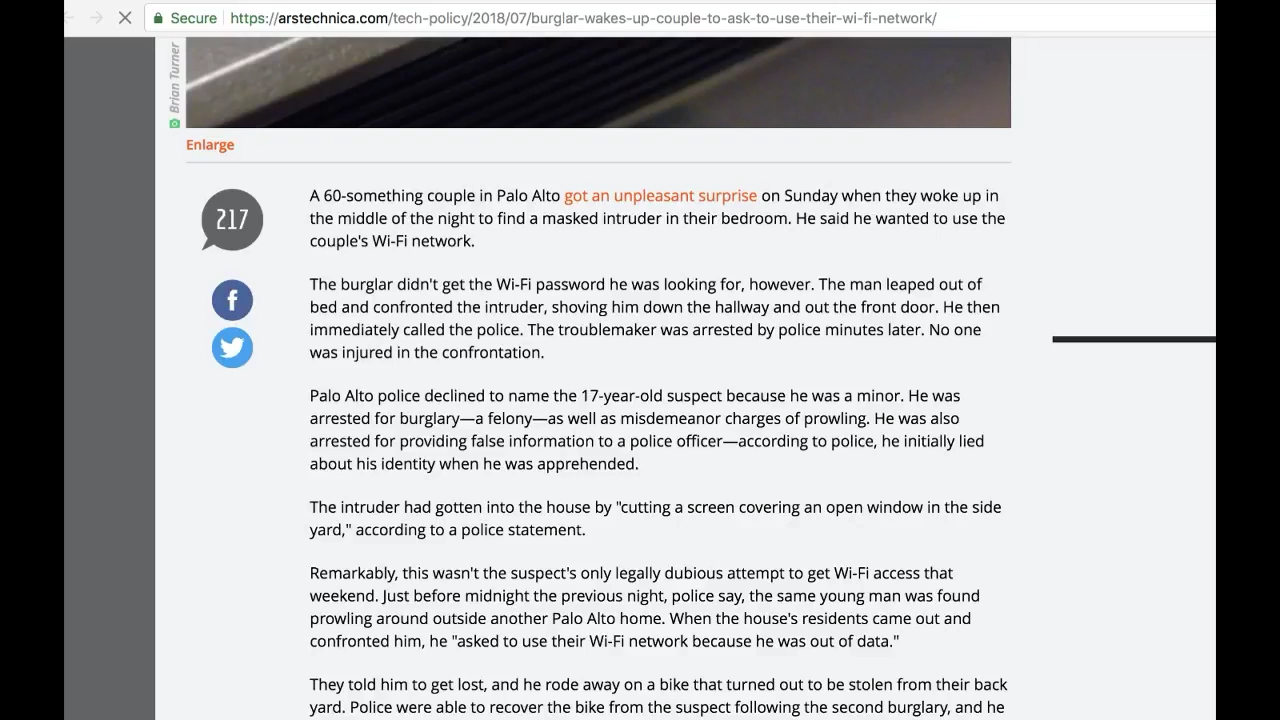 Secure https://arstechnica.com/tech-policy/2018/07/burglar-wakes-up-couple-to-ask-to-use-their-wi-fi-network/
Brian Turner
Enlarge
217
A 60-something couple in Palo Alto got an unpleasant surprise on Sunday when they woke up in
the middle of the night to find a masked intruder in their bedroom. He said he wanted to use the
couple's Wi-Fi network.
The burglar didn't get the Wi-Fi password he was looking for, however. The man leaped out of
bed and confronted the intruder, shoving him down the hallway and out the front door. He then
immediately called the police. The troublemaker was arrested by police minutes later. No one
was injured in the confrontation.
Palo Alto police declined to name the 17-year-old suspect because he was a minor. He was
arrested for burglary—a felony—as well as misdemeanor charges of prowling. He was also
arrested for providing false information to a police officer—according to police, he initially lied
about his identity when he was apprehended.
The intruder had gotten into the house by "cutting a screen covering an open window in the side
yard," according to a police statement.
Remarkably, this wasn't the suspect's only legally dubious attempt to get Wi-Fi access that
weekend. Just before midnight the previous night, police say, the same young man was found
prowling around outside another Palo Alto home. When the house's residents came out and
confronted him, he "asked to use their Wi-Fi network because he was out of data."
They told him to get lost, and he rode away on a bike that turned out to be stolen from their back
yard. Police were able to recover the bike from the suspect following the second burglary, and he